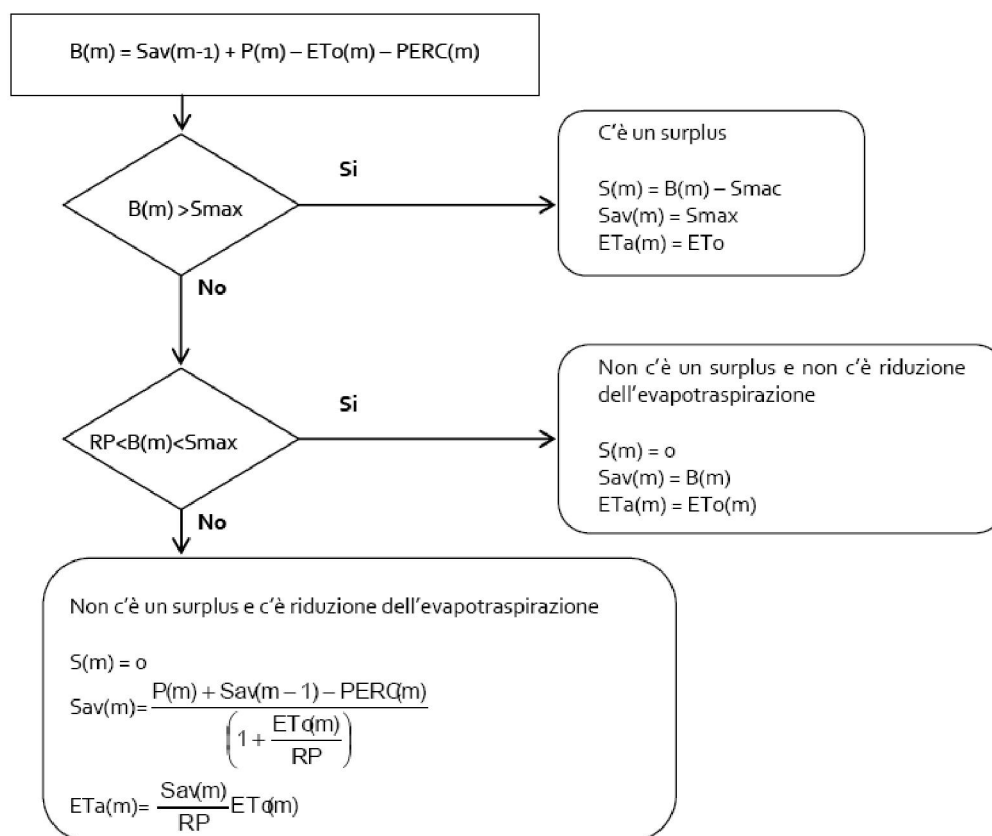 B(m) = Sav(m-1) + P(m) – ETo(m) – PERC(m)
Si
C'è un surplus
S(m) = B(m) – Smac
Sav(m) = Smax
ETa(m) = ETo
B(m) >Smax
No
Si
Non c'è un surplus e non c'è riduzione
dell'evapotraspirazione
S(m) = 0
Sav(m) = B(m)
ETa(m) = ETo(m)
RP<B(m)<Smax
No
Non c'è un surplus e c'è riduzione dell'evapotraspirazione
S(m) = 0
Sav(m)=
P(m) + Sav(m – 1) – PERC(m)
(1 + ETo(m)
RP)
ETa(m)= Sav(m) ETo(m)
RP